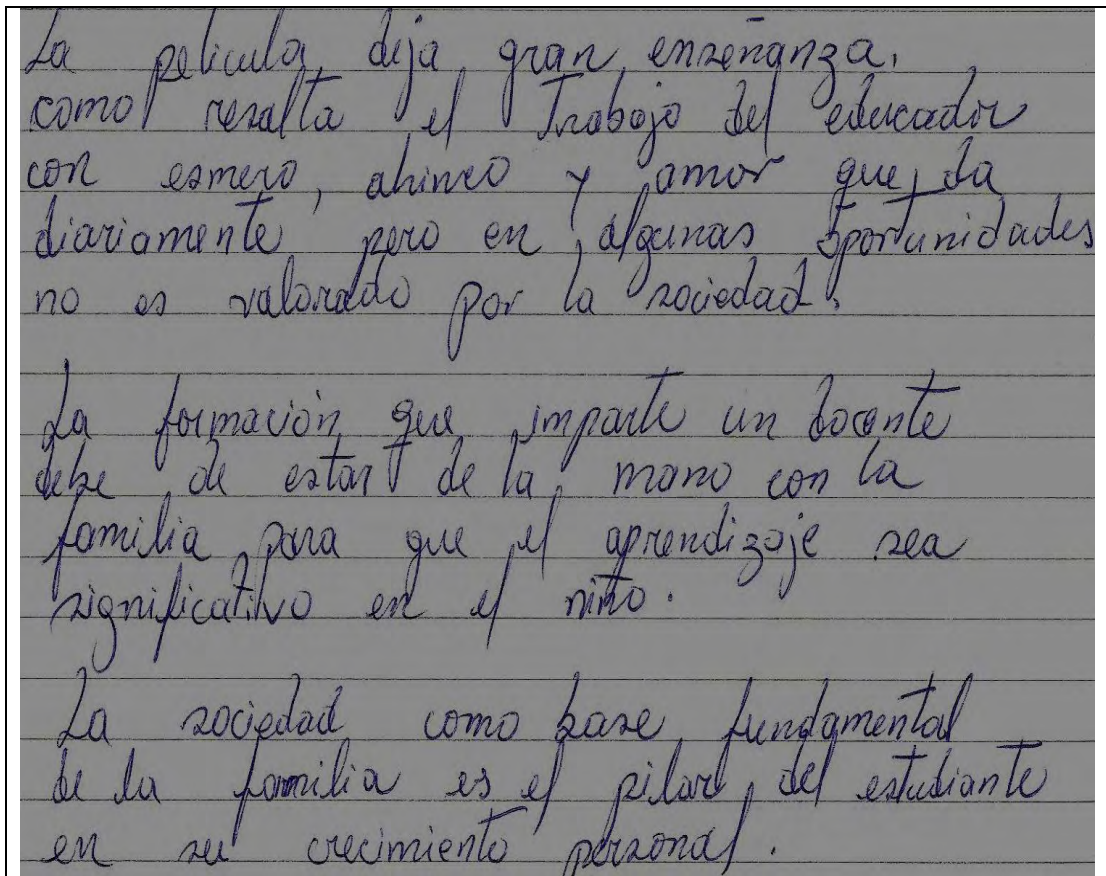 La pelicula, deja gran enseñanza,
como resalta el Trabajo del educador
con esmero, ahinco y amor que da
diariamente pero en algunas oportunidades
no es valorado por la sociedad.
La formación que imparte un docente
debe de estar de la mano con la
familia para que el aprendizaje sea
significativo en el niño.
La sociedad como base fundamental
de la familia es el pilar del estudiante
en su crecimiento personal.